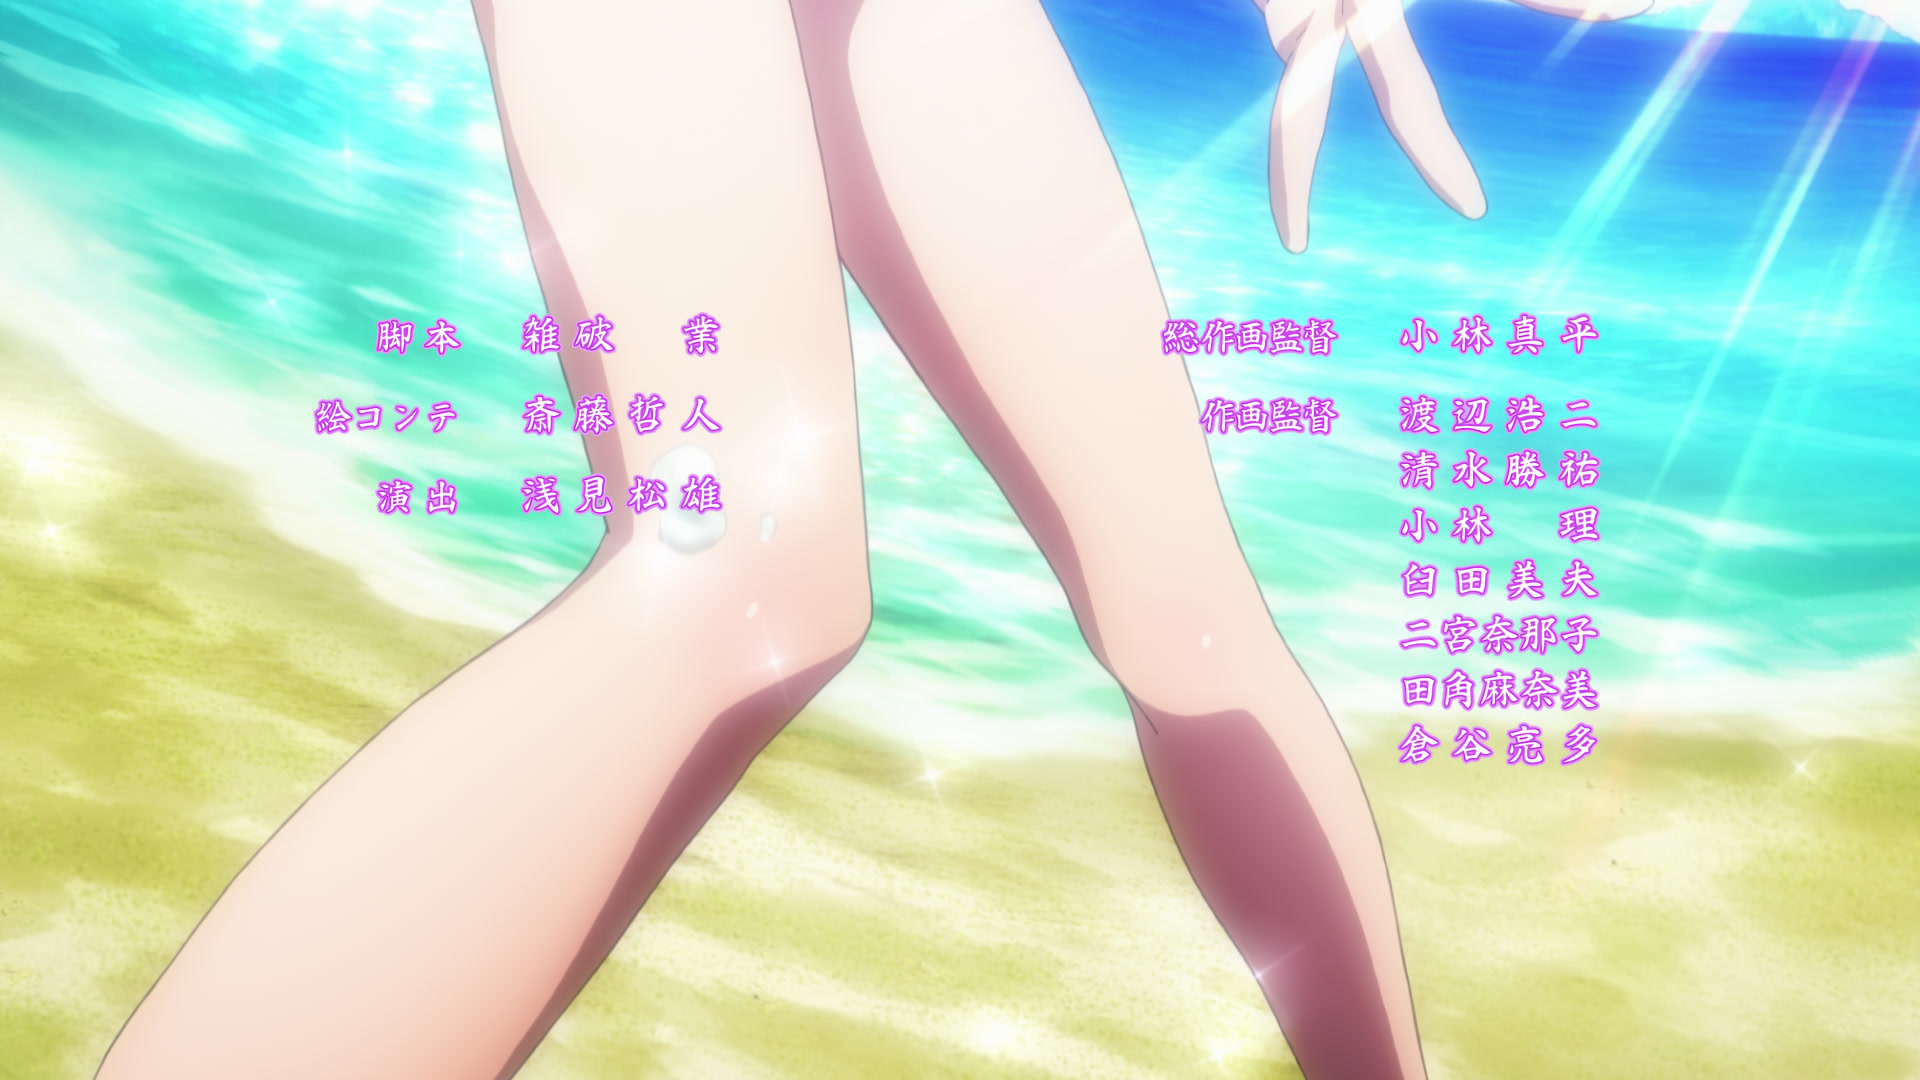 脚本 雑破 業
絵コンテ 斎藤哲人
演出 浅見松雄
総作画監督 小林真平
作画監督 渡辺浩二
清水勝祐
小林 理
臼田美夫
二宮奈那子
田角麻奈美
倉谷亮多